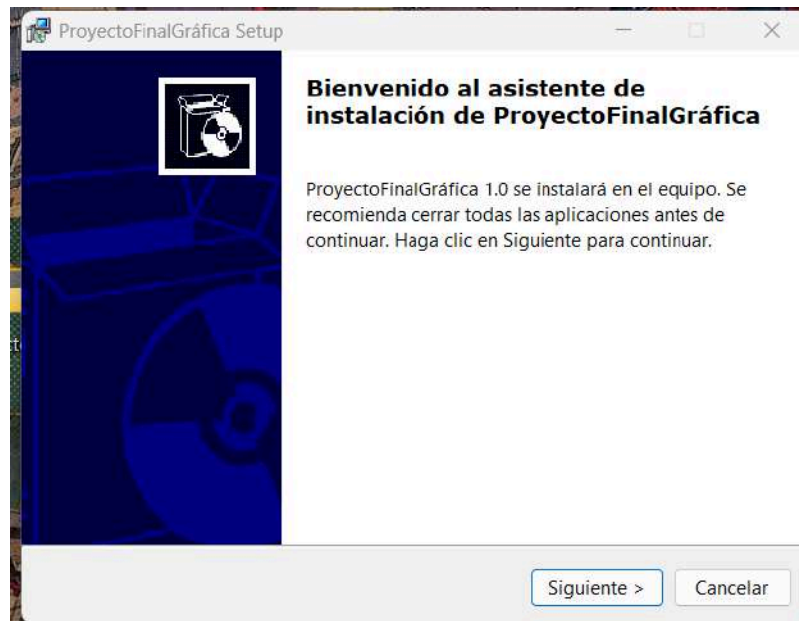 ProyectoFinalGráfica Setup
Bienvenido al asistente de
instalación de ProyectoFinalGráfica
ProyectoFinalGráfica 1.0 se instalará en el equipo. Se
recomienda cerrar todas las aplicaciones antes de
continuar. Haga clic en Siguiente para continuar.
Siguiente >
Cancelar